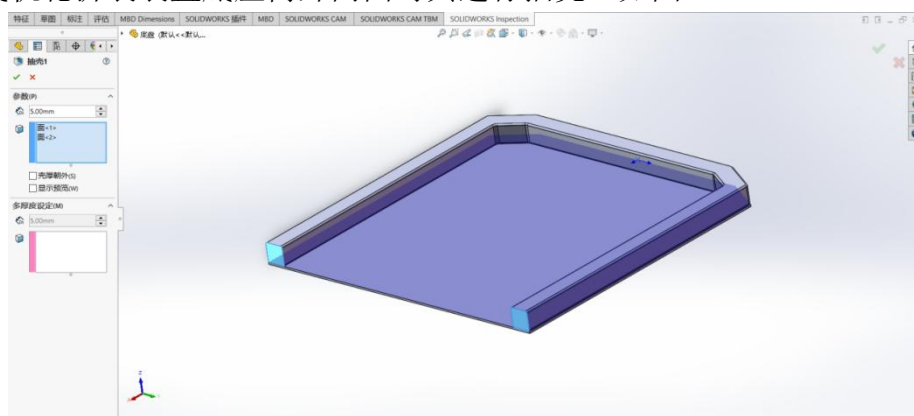 特征 草图 标注 评估 MBD Dimensions SOLIDWORKS 插件 MBD SOLIDWORKS CAM SOLIDWORKS CAM TBM SOLIDWORKS Inspection
底盘 (默认<<默认...
抽壳1
参数(P)
5.00mm
面<1>
面<2>
壳厚朝外(S)
显示预览(W)
多厚度设定(M)
5.00mm
z